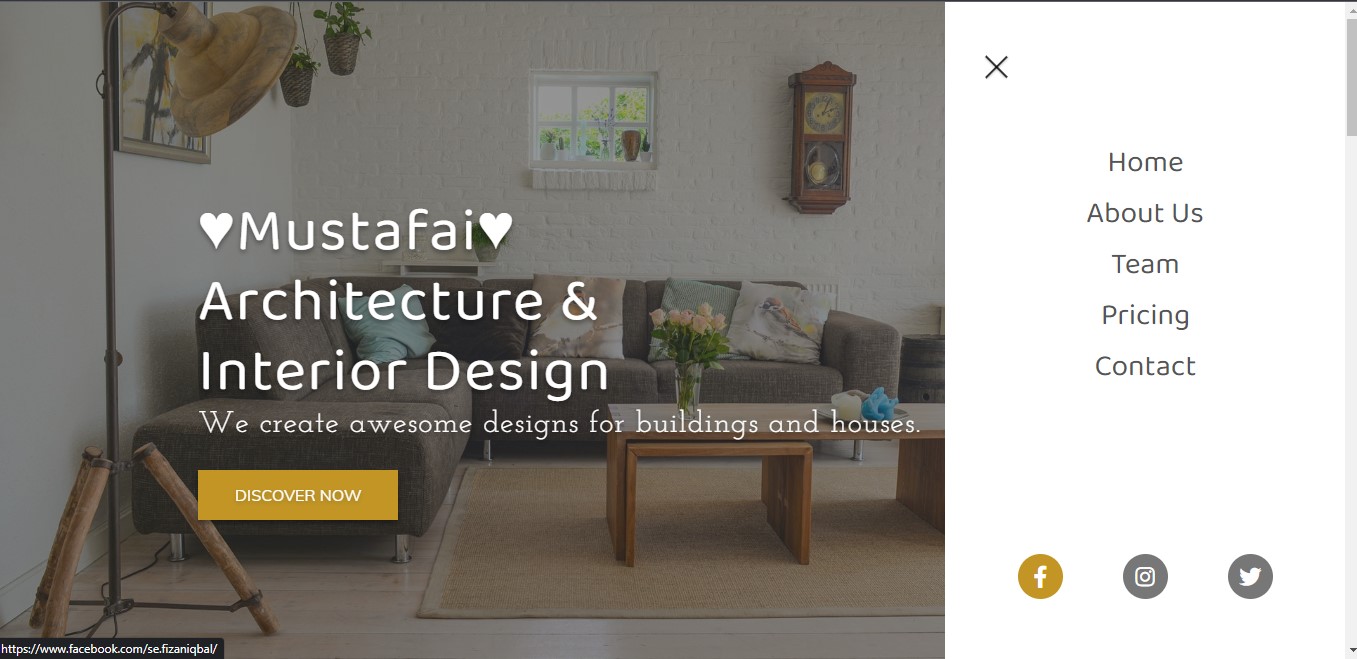 ♥Mustafai♥
Architecture &
Interior Design
We create awesome designs for buildings and houses.
DISCOVER NOW
Home
About Us
Team
Pricing
Contact
https://www.facebook.com/se.fizaniqbal/